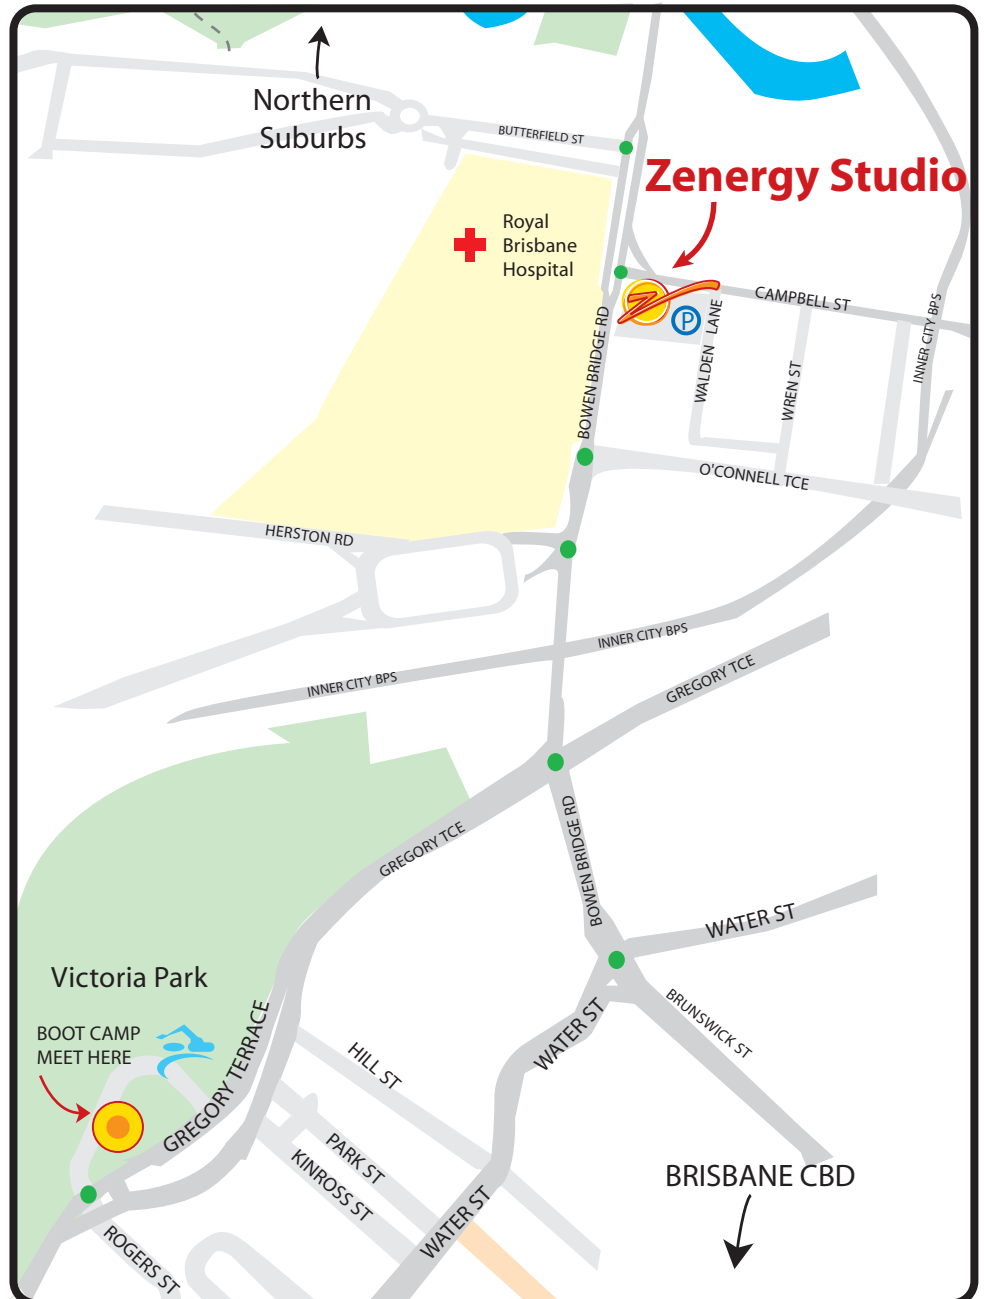 Northern
Suburbs
BUTTERFIELD ST
Zenergy Studio
Royal
Brisbane
Hospital
CAMPBELL ST
P
INNER CITY BPS
WALDEN LANE
BOWEN BRIDGE RD
WREN ST
O'CONNELL TCE
HERSTON RD
INNER CITY BPS
GREGORY TCE
INNER CITY BPS
BOWEN BRIDGE RD
GREGORY TCE
WATER ST
Victoria Park
BOOT CAMP
MEET HERE
GREGORY TERRACE
WATER ST
BRUNSWICK ST
HILL ST
PARK ST
KINROSS ST
BRISBANE CBD
WATER ST
ROGERS ST